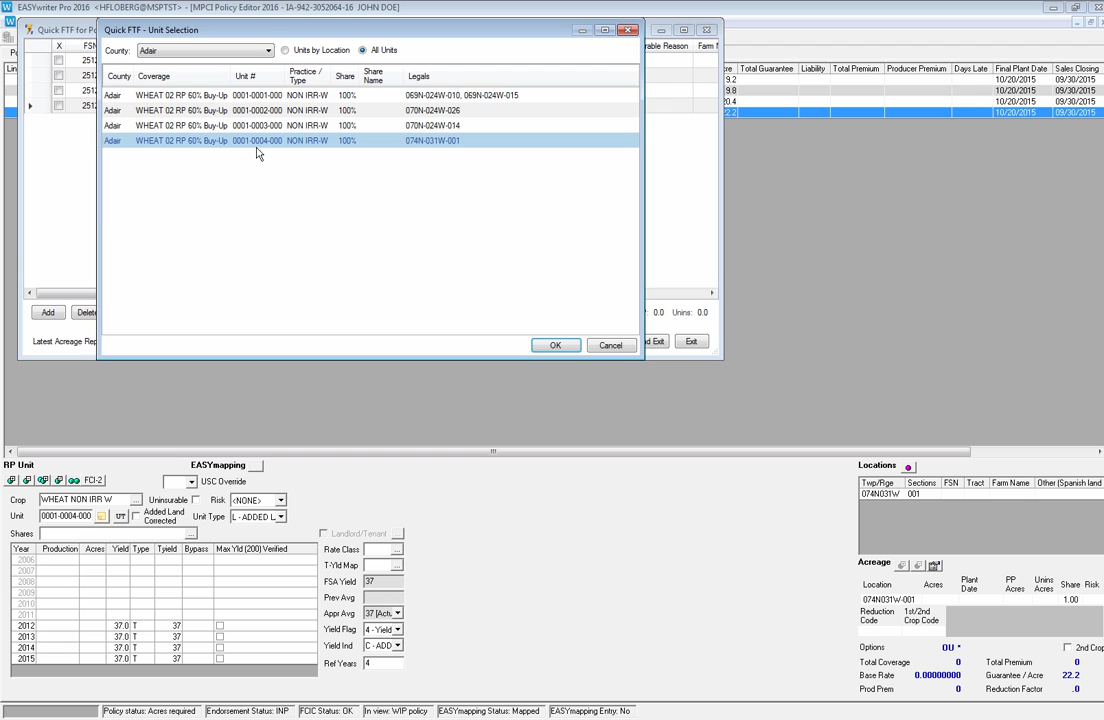 EASYwriter Pro 2016 <HFLOBERG@MSPTST> - [MPCI Policy Editor 2016 - IA-942-3052064-16 JOHN DOE]
Quick FTF for Po
Quick FTF - Unit Selection
County: Adair Units by Location All Units
X FSN
rable Reason Farm N
2512
2512
2512
2512
County Coverage Unit # Practice / Type Share Share Name Legals
Adair WHEAT 02 RP 60% Buy-Up 0001-0001-000 NON IRR-W 100% 069N-024W-010, 069N-024W-015
Adair WHEAT 02 RP 60% Buy-Up 0001-0002-000 NON IRR-W 100% 070N-024W-026
Adair WHEAT 02 RP 60% Buy-Up 0001-0003-000 NON IRR-W 100% 070N-024W-014
Adair WHEAT 02 RP 60% Buy-Up 0001-0004-000 NON IRR-W 100% 074N-031W-001
cre Total Guarantee Liability Total Premium Producer Premium Days Late Final Plant Date Sales Closing
9.2 10/20/2015 09/30/2015
9.8 10/20/2015 09/30/2015
20.4 10/20/2015 09/30/2015
22.2 10/20/2015 09/30/2015
Add Delete
0.0 Unins: 0.0
Latest Acreage Rep
OK Cancel
d Exit Exit
RP Unit EASYmapping
FCI-2 USC Override
Crop WHEAT NON IRR W Uninsurable Risk <NONE>
Unit 0001-0004-000 UT Added Land Corrected Unit Type L - ADDED L
Shares Landlord/Tenant
Year Production Acres Yield Type Tyield Bypass Max Yld (200) Verified
2006
2007
2008
2009
2010
2011
2012 37.0 T 37
2013 37.0 T 37
2014 37.0 T 37
2015 37.0 T 37
Rate Class
T-Yld Map
FSA Yield 37
Prev Avg
Appr Avg 37 [Actu
Yield Flag 4 - Yield
Yield Ind C - ADD
Ref Years 4
Locations
Twp/Rge Sections FSN Tract Farm Name Other (Spanish land
074N031W 001
Acreage
Location Acres Plant Date PP Acres Unins Acres Share Risk
074N031W-001 1.00
Reduction Code 1st/2nd Crop Code
Options OU * 2nd Crop
Total Coverage 0 Total Premium 0
Base Rate 0.00000000 Guarantee / Acre 22.2
Prod Prem 0 Reduction Factor .0
Policy status: Acres required Endorsement Status: INP FCIC Status: OK In view: WIP policy EASYmapping Status: Mapped EASYmapping Entry: No